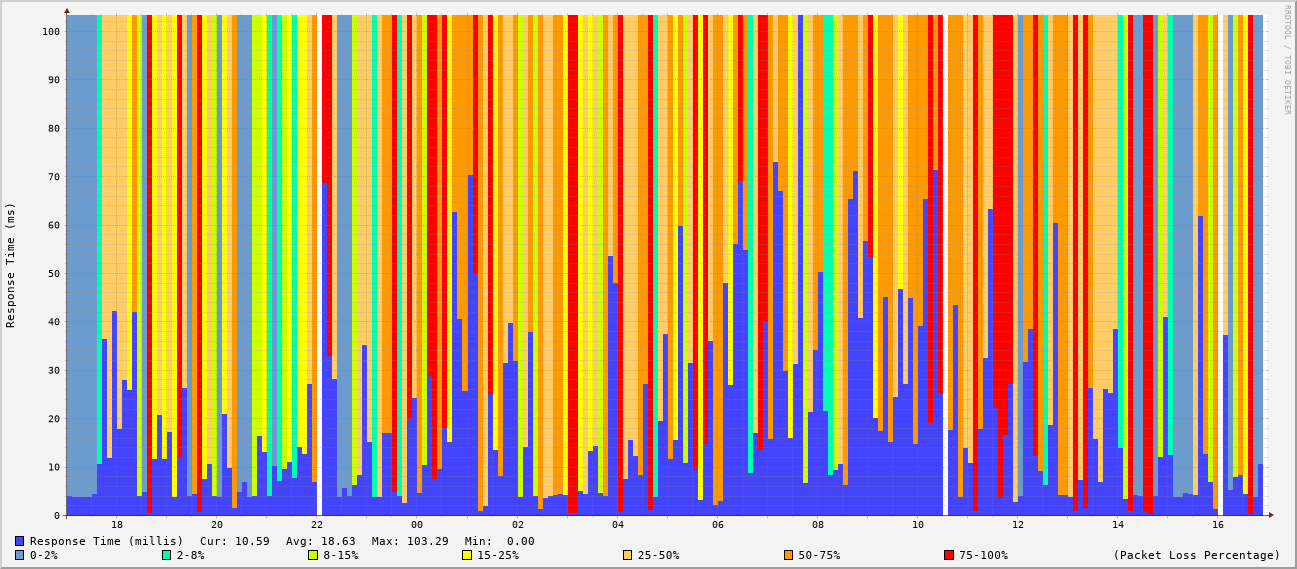 RRDTOOL / TOBI OETIKER
Response Time (ms)
100
90
80
70
60
50
40
30
20
10
0
18 20 22 00 02 04 06 08 10 12 14 16
Response Time (millis) Cur: 10.59 Avg: 18.63 Max: 103.29 Min: 0.00
0-2% 2-8% 8-15% 15-25% 25-50% 50-75% 75-100% (Packet Loss Percentage)